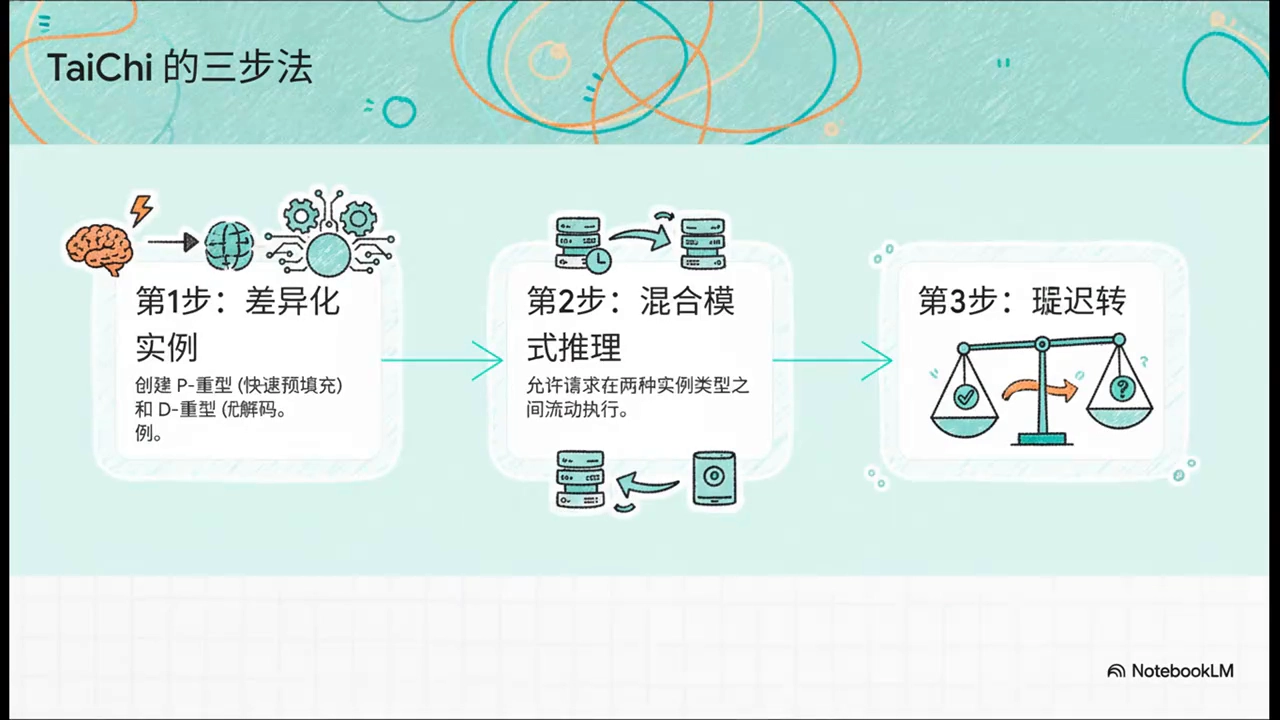 TaiChi 的三步法
第1步：差异化
实例
创建 P-重型 (快速预填充)
和 D-重型 (优解码。
例。
第2步：混合模
式推理
允许请求在两种实例类型之
间流动执行。
第3步：迟转
NotebookLM